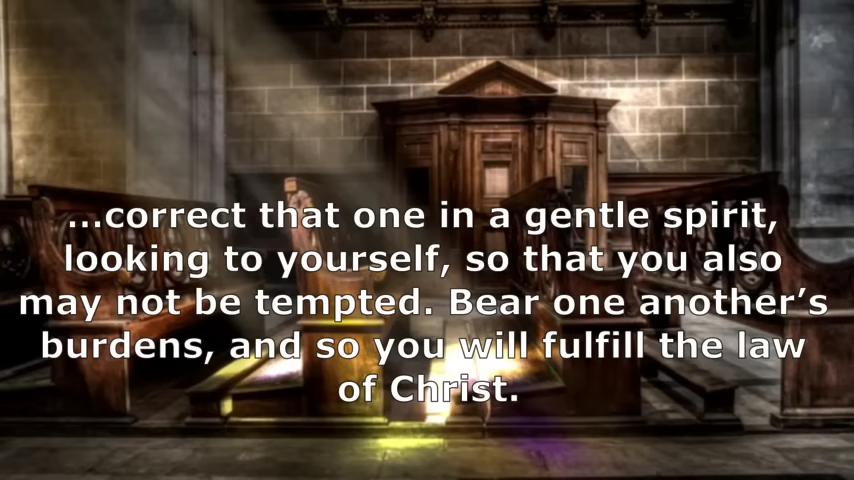 ...correct that one in a gentle spirit,
looking to yourself, so that you also
may not be tempted. Bear one another’s
burdens, and so you will fulfill the law
of Christ.